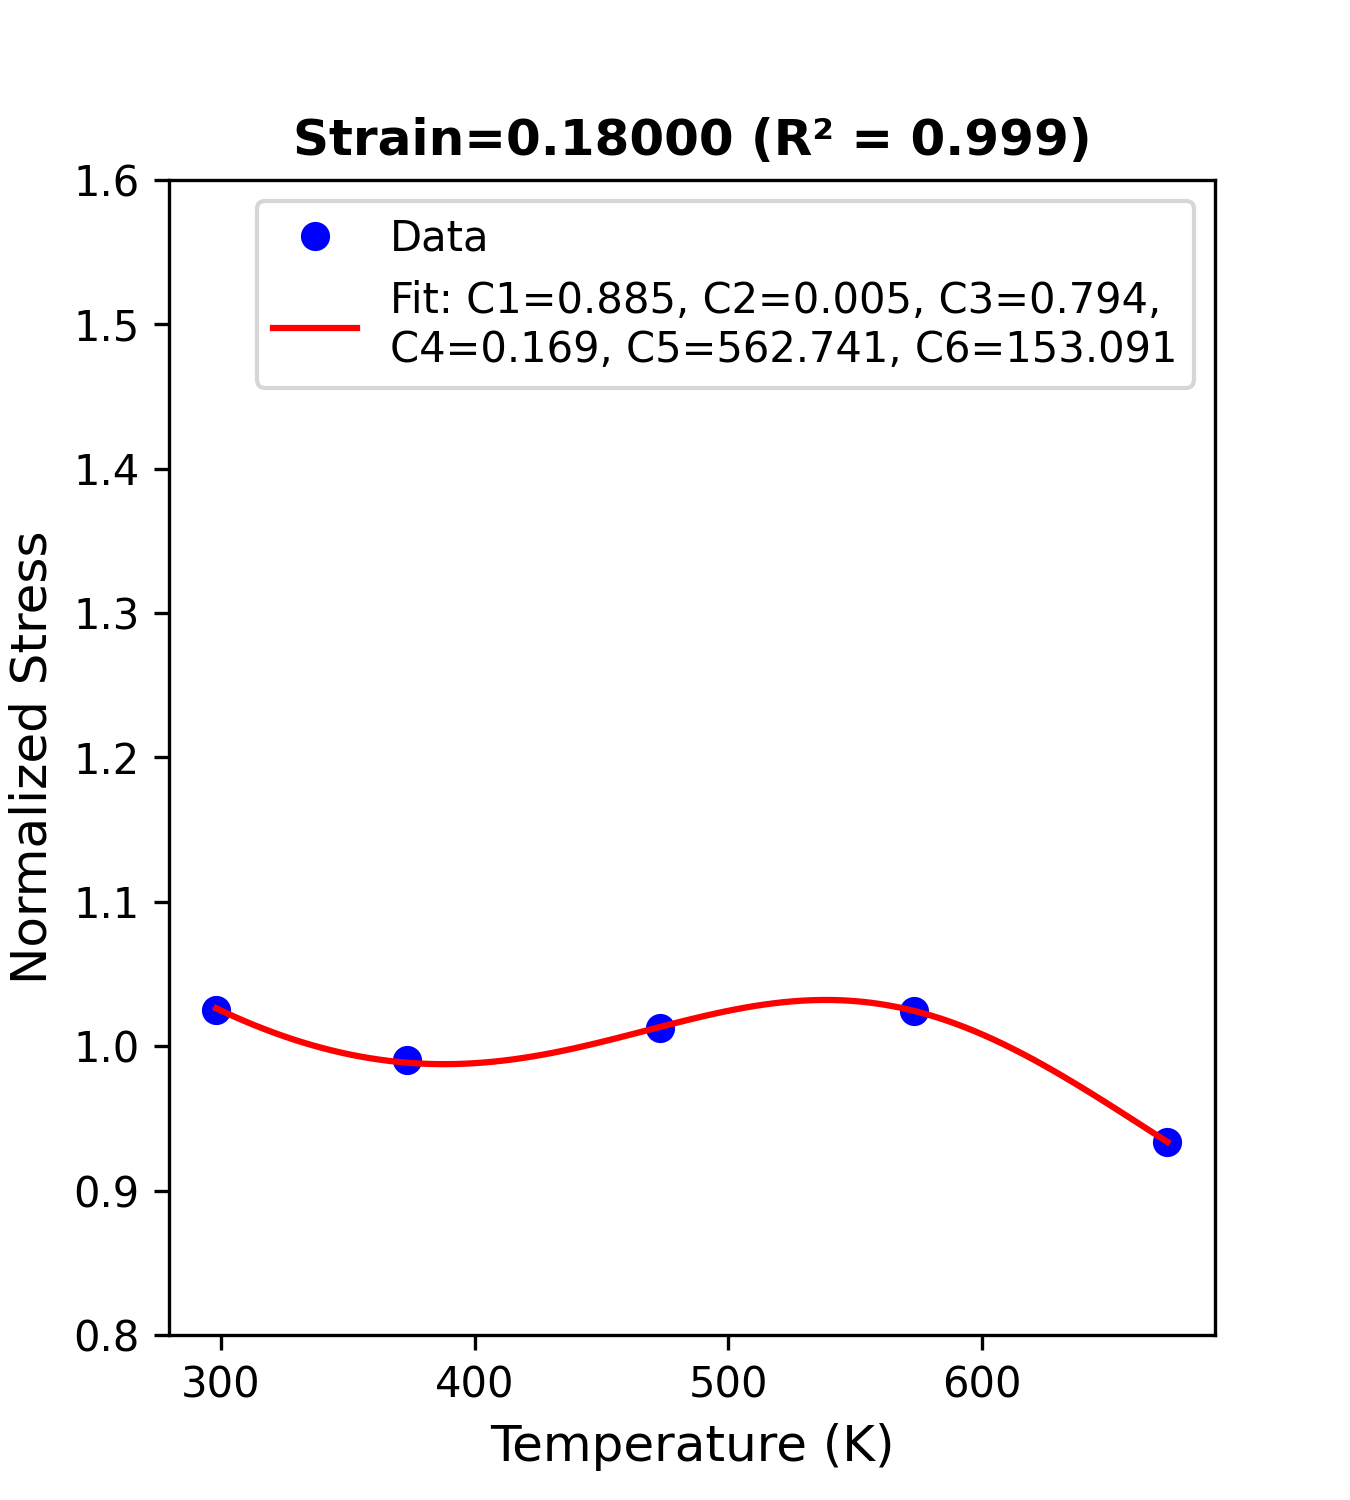 Strain=0.18000 (R² = 0.999)
1.6
1.5
1.4
1.3
1.2
1.1
1.0
0.9
0.8
Normalized Stress
Data
Fit: C1=0.885, C2=0.005, C3=0.794,
C4=0.169, C5=562.741, C6=153.091
300 400 500 600
Temperature (K)